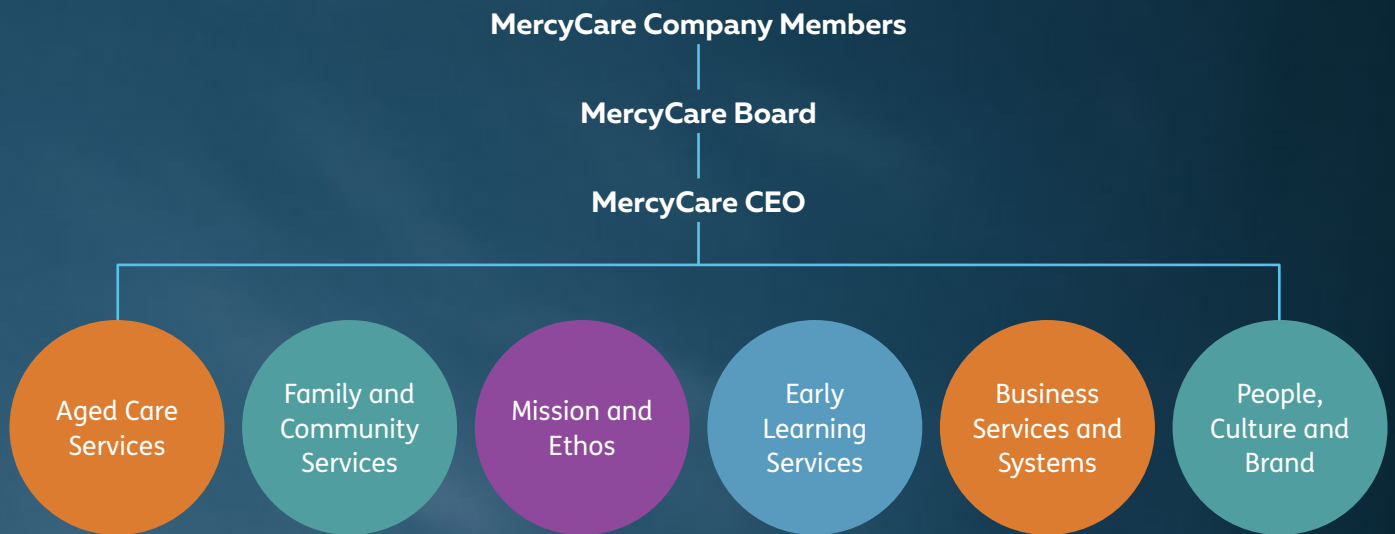 MercyCare Company Members
MercyCare Board
MercyCare CEO
Aged Care
Services
Family and
Community
Services
Mission and
Ethos
Early
Learning
Services
Business
Services and
Systems
People,
Culture and
Brand